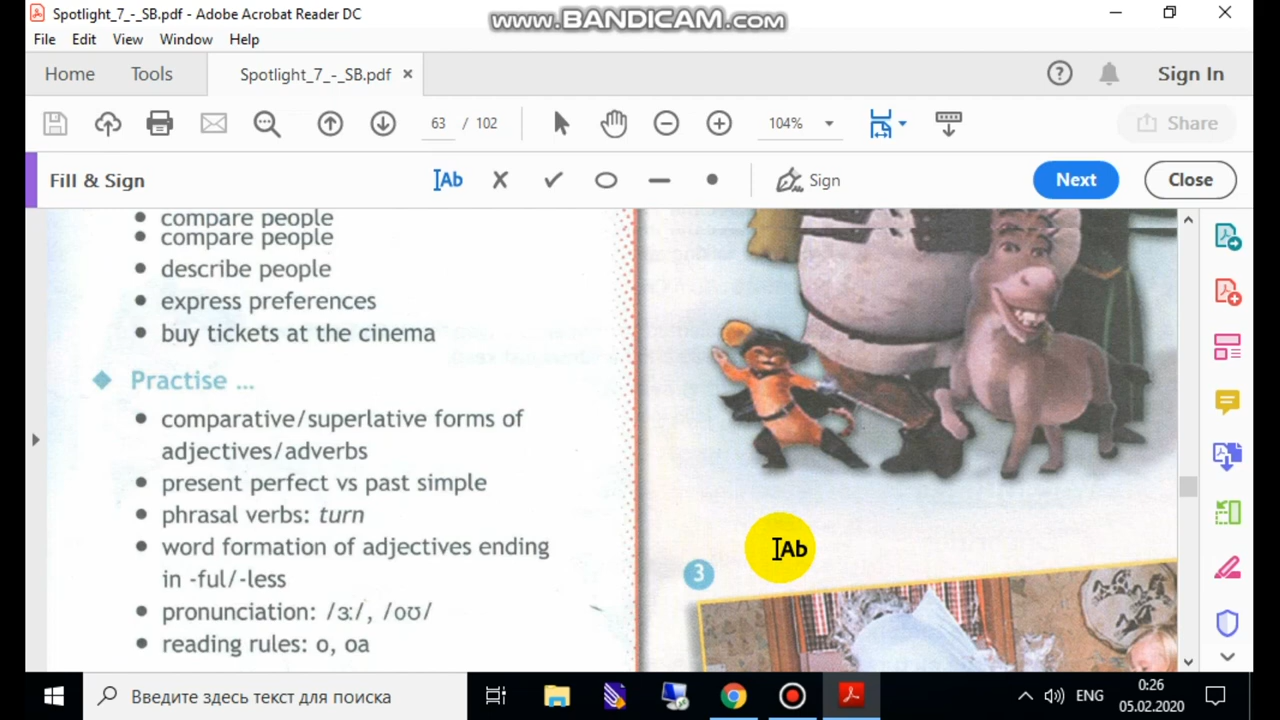 Spotlight_7_-_SB.pdf - Adobe Acrobat Reader DC
www.BANDICAM.com
File Edit View Window Help
Home Tools Spotlight_7_-_SB.pdf × Sign In
63 / 102 104% Share
Fill & Sign IAb Sign Next Close
• compare people
• compare people
• describe people
• express preferences
• buy tickets at the cinema
Practise ...
• comparative/superlative forms of
adjectives/adverbs
• present perfect vs past simple
• phrasal verbs: turn
• word formation of adjectives ending
in -ful/-less
• pronunciation: /ɜː/, /oʊ/
• reading rules: o, oa
IAb
3
Введите здесь текст для поиска
ENG
0:26
05.02.2020